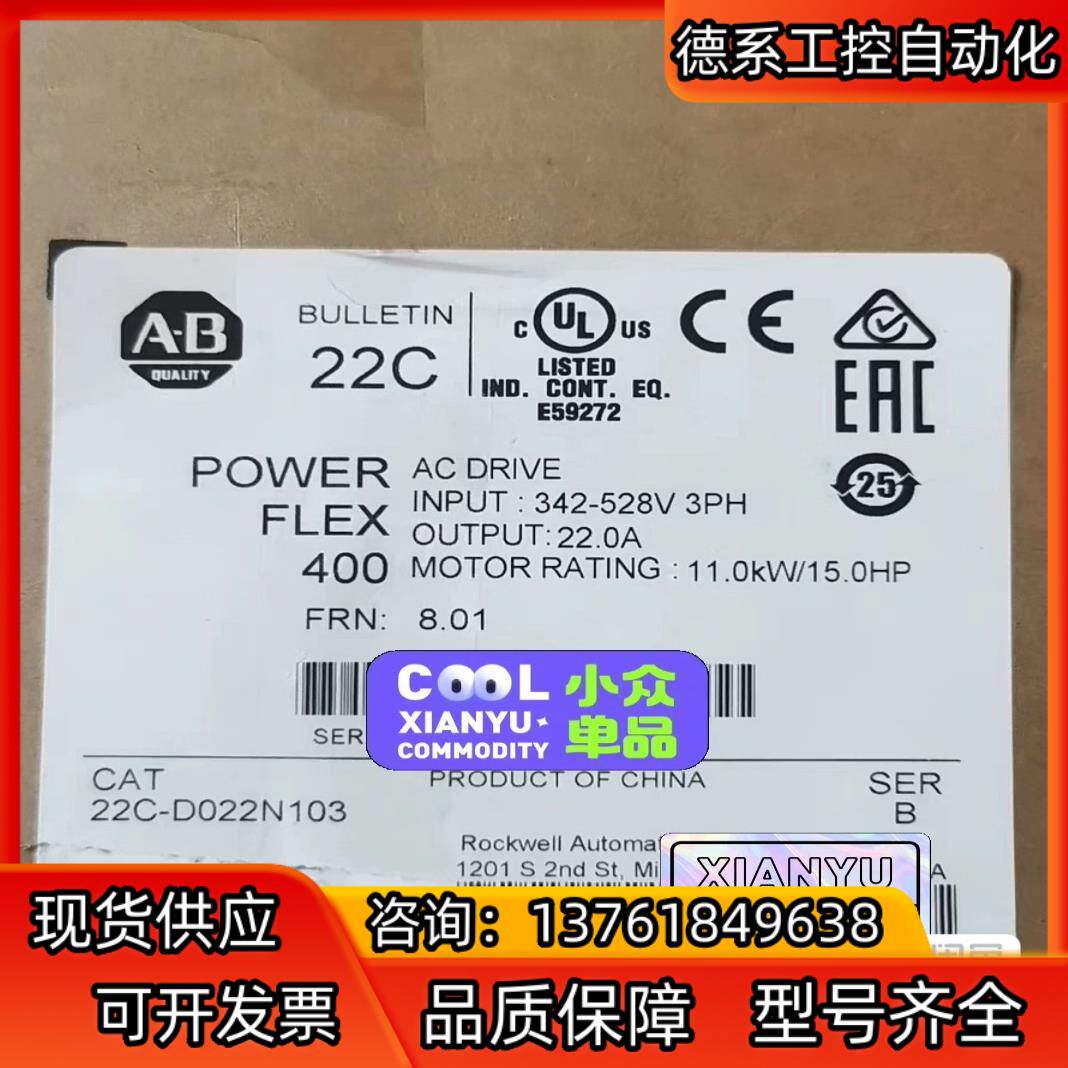 德系工控自动化
A-B
QUALITY
BULLETIN
22C
C UL US
LISTED
IND. CONT. EQ.
E59272
CE
EAC
25
POWER
FLEX
400
AC DRIVE
INPUT : 342-528V 3PH
OUTPUT: 22.0A
MOTOR RATING : 11.0kW/15.0HP
FRN: 8.01
SER
COOL
XIANYU
COMMODITY
小众
单品
CAT
22C-D022N103
PRODUCT OF CHINA
SER
B
Rockwell Automa
1201 S 2nd St, Mi
A
XIANYU
现货供应
咨询：13761849638
可开发票
品质保障
型号齐全